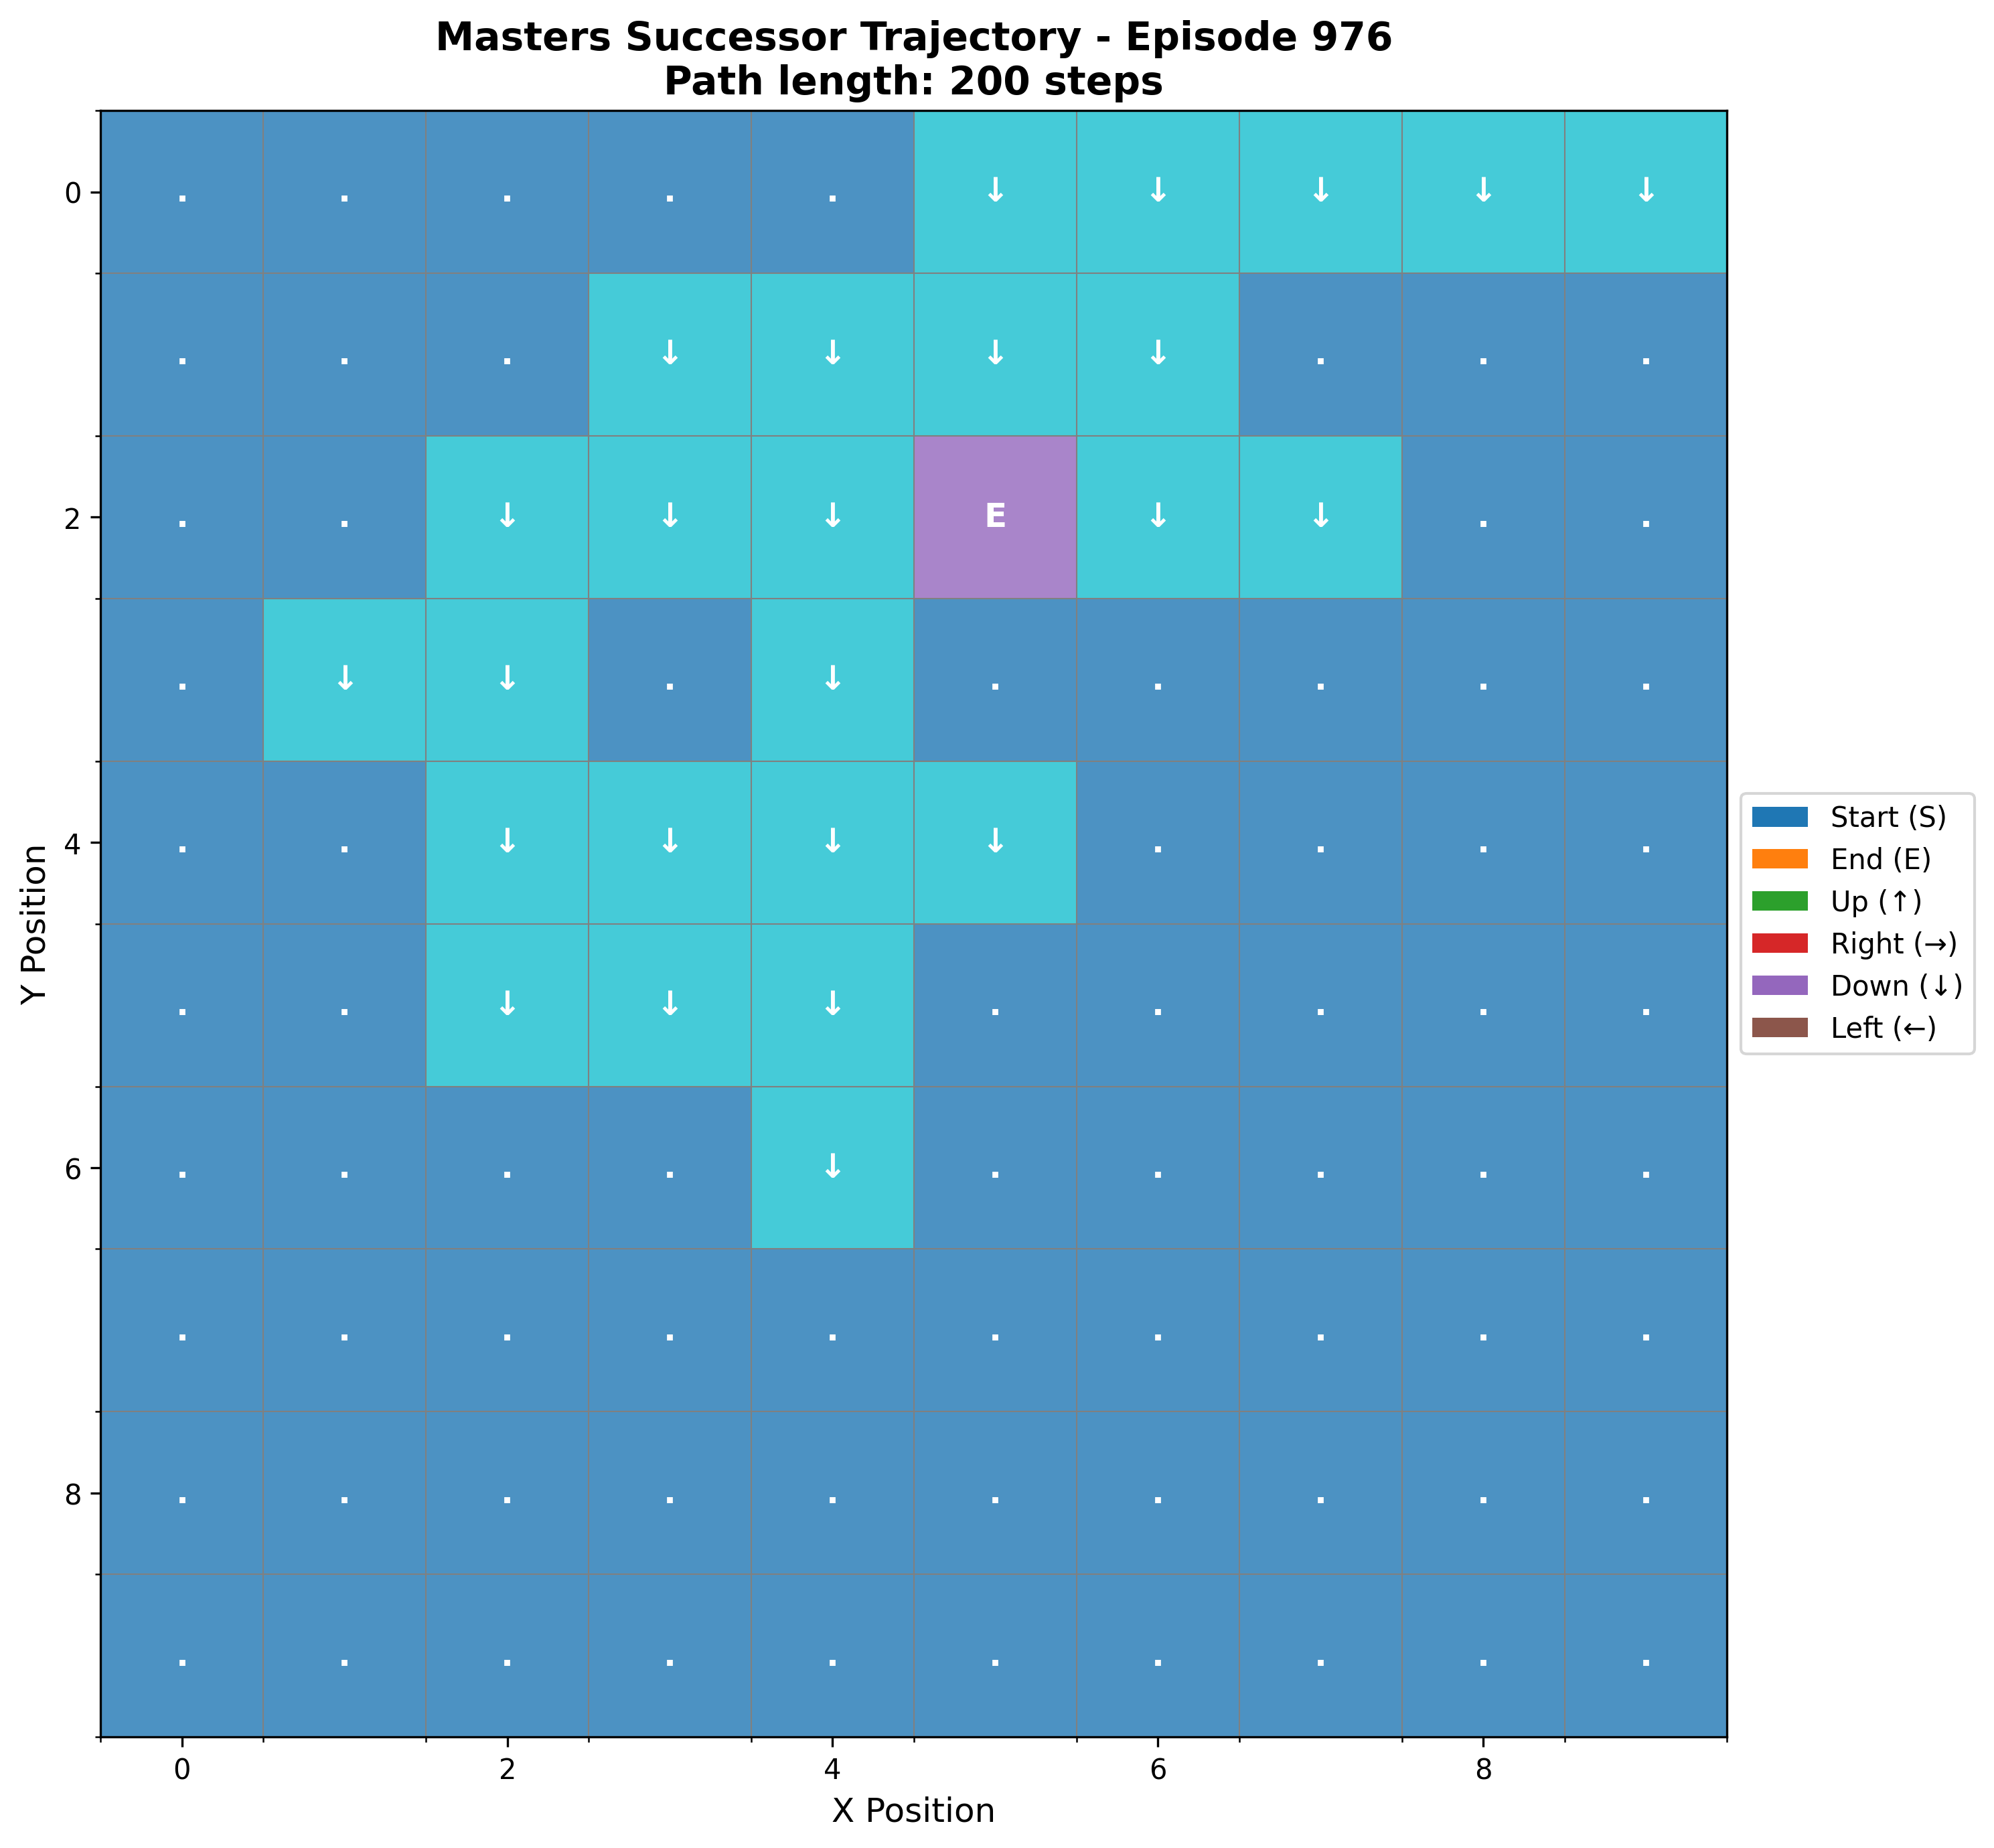 Masters Successor Trajectory - Episode 976
Path length: 200 steps
0 . . . . . ↓ ↓ ↓ ↓ ↓
. . . ↓ ↓ ↓ ↓ . . .
2 . . ↓ ↓ ↓ E ↓ ↓ . .
. ↓ ↓ . ↓ . . . . .
4 . . ↓ ↓ ↓ ↓ . . . .
. . ↓ ↓ ↓ . . . . .
6 . . . . ↓ . . . . .
. . . . . . . . . .
8 . . . . . . . . . .
. . . . . . . . . .
0 2 4 6 8
X Position
Y Position
Start (S)
End (E)
Up (↑)
Right (→)
Down (↓)
Left (←)